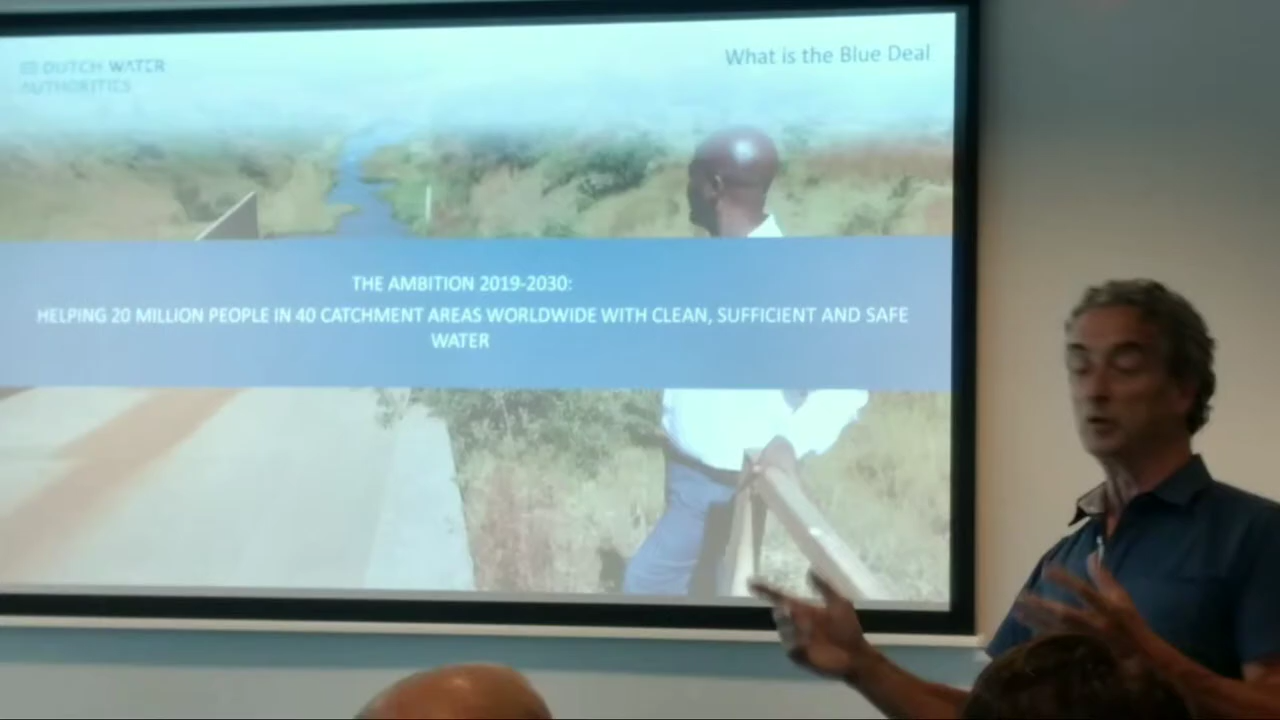 DUTCH WATER
AUTHORITIES
What is the Blue Deal
THE AMBITION 2019-2030:
HELPING 20 MILLION PEOPLE IN 40 CATCHMENT AREAS WORLDWIDE WITH CLEAN, SUFFICIENT AND SAFE
WATER